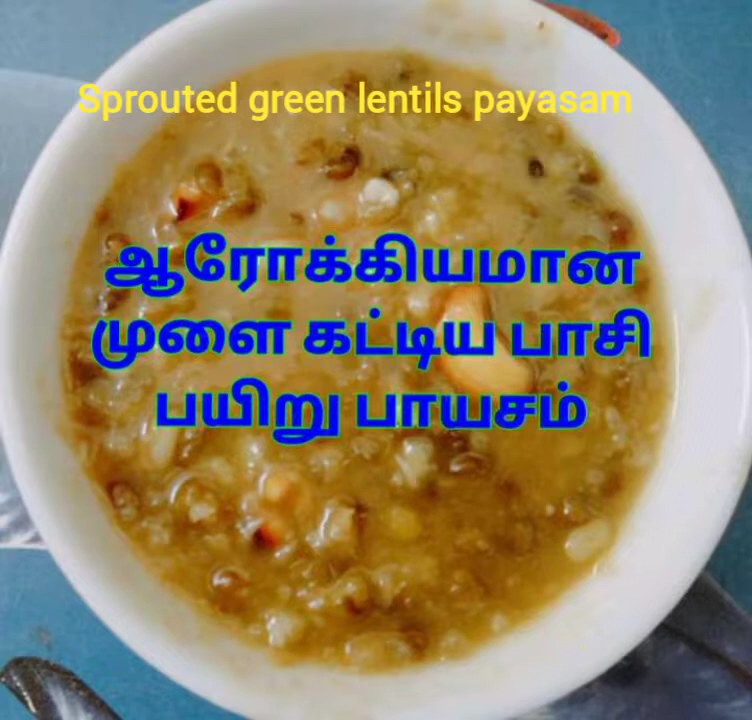 Sprouted green lentils payasam
ஆரோக்கியமான
முளை கட்டிய பாசி
பயிறு பாயசம்